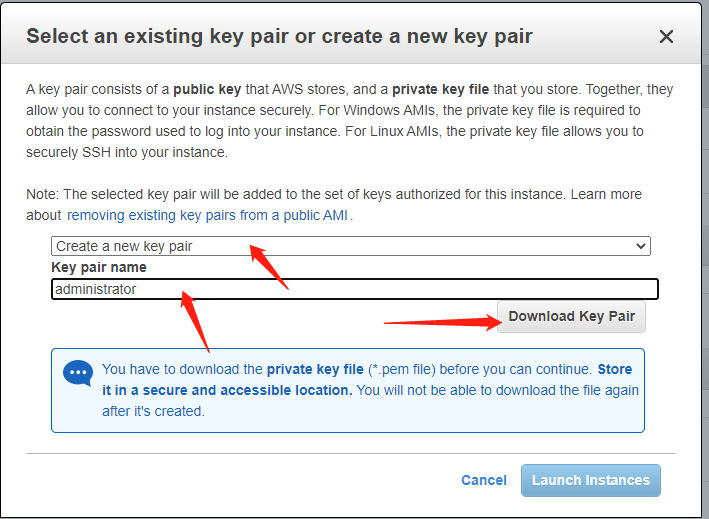 Select an existing key pair or create a new key pair
A key pair consists of a public key that AWS stores, and a private key file that you store. Together, they
allow you to connect to your instance securely. For Windows AMIs, the private key file is required to
obtain the password used to log into your instance. For Linux AMIs, the private key file allows you to
securely SSH into your instance.
Note: The selected key pair will be added to the set of keys authorized for this instance. Learn more
about removing existing key pairs from a public AMI .
Create a new key pair
Key pair name
administrator
Download Key Pair
You have to download the private key file (*.pem file) before you can continue. Store
it in a secure and accessible location. You will not be able to download the file again
after it's created.
Cancel Launch Instances